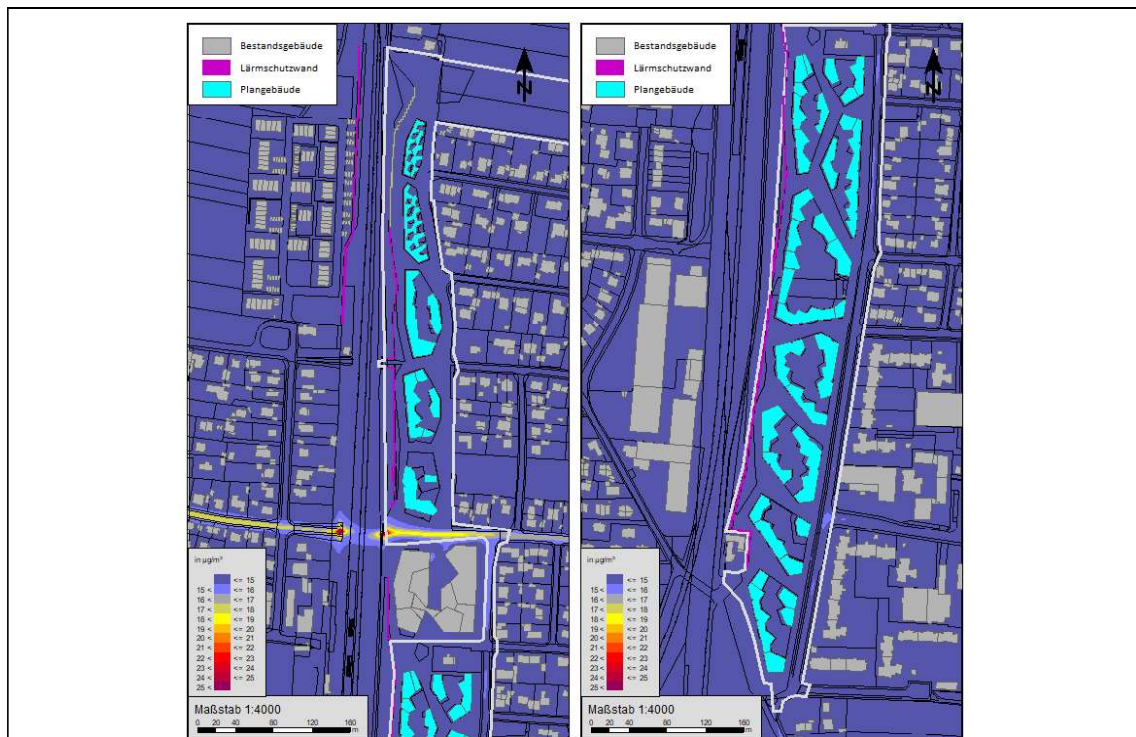 Bestandsgebäude
Lärmschutzwand
Plangebäude
N
in µg/m³
<= 15
15 < <= 16
16 < <= 17
17 < <= 18
18 < <= 19
19 < <= 20
20 < <= 21
21 < <= 22
22 < <= 23
23 < <= 24
24 < <= 25
25 <
Maßstab 1:4000
0 20 40 60 80 120 160
m
Bestandsgebäude
Lärmschutzwand
Plangebäude
N
in µg/m³
<= 15
15 < <= 16
16 < <= 17
17 < <= 18
18 < <= 19
19 < <= 20
20 < <= 21
21 < <= 22
22 < <= 23
23 < <= 24
24 < <= 25
25 <
Maßstab 1:4000
0 20 40 60 80 120 160
m